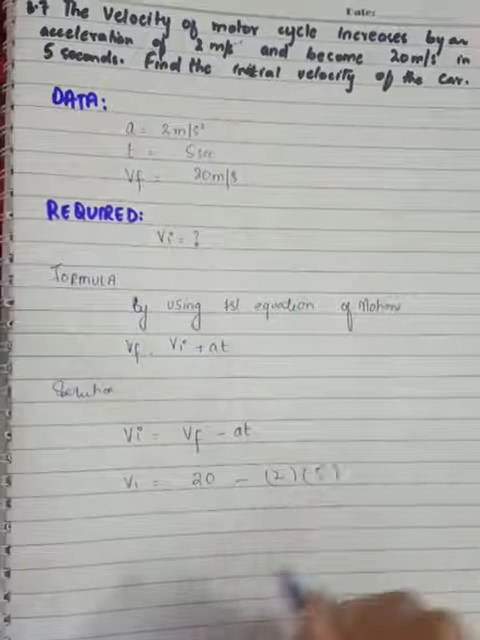 The Velocity of motor cycle increases by an
acceleration of 2 m/s² and become 20m/s in
5 seconds. Find the initial velocity of the car.
DATA:
a = 2m/s²
t = 5sec
Vf = 20m/s
REQUIRED:
Vi = ?
FORMULA
By using 1st equation of Motion
Vf = Vi + at
Solution
Vi = Vf - at
Vi = 20 - (2)(5)